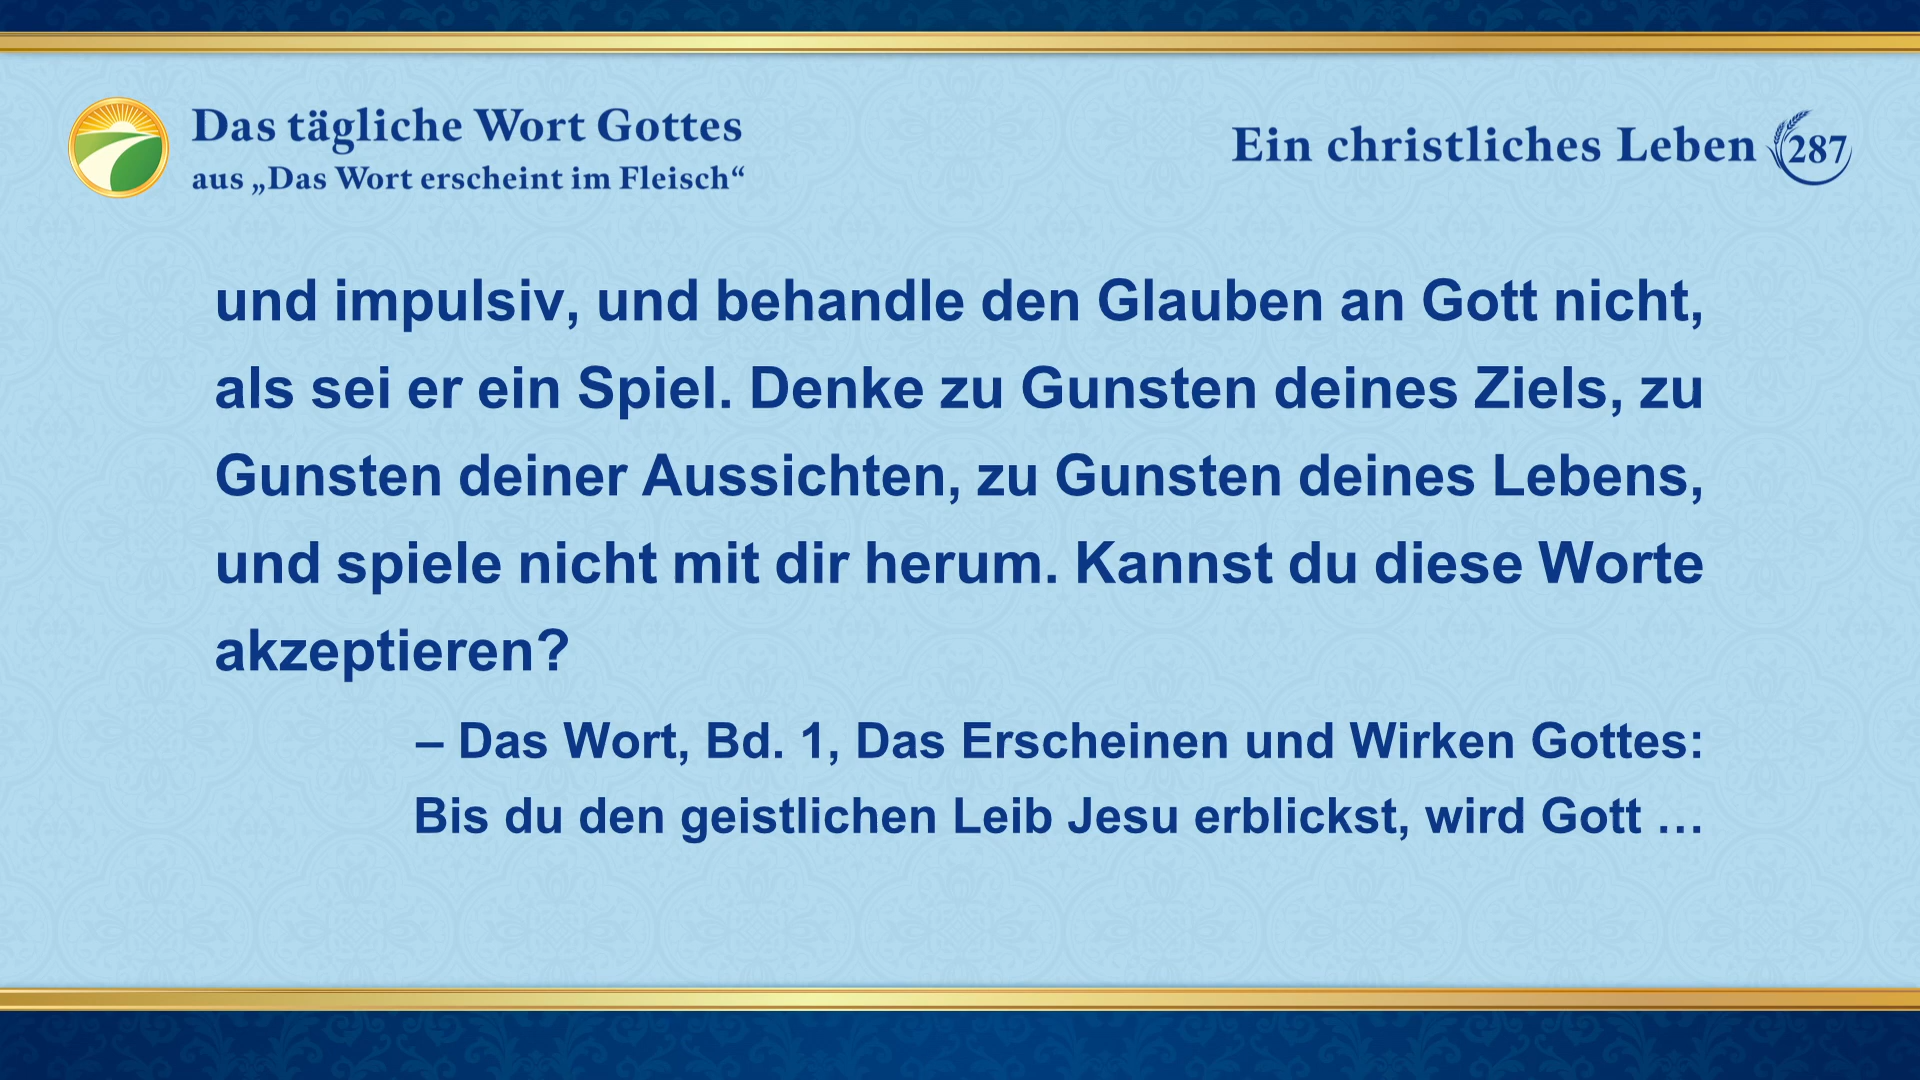 Das tägliche Wort Gottes
aus „Das Wort erscheint im Fleisch“
Ein christliches Leben 287
und impulsiv, und behandle den Glauben an Gott nicht,
als sei er ein Spiel. Denke zu Gunsten deines Ziels, zu
Gunsten deiner Aussichten, zu Gunsten deines Lebens,
und spiele nicht mit dir herum. Kannst du diese Worte
akzeptieren?
– Das Wort, Bd. 1, Das Erscheinen und Wirken Gottes:
Bis du den geistlichen Leib Jesu erblickst, wird Gott …